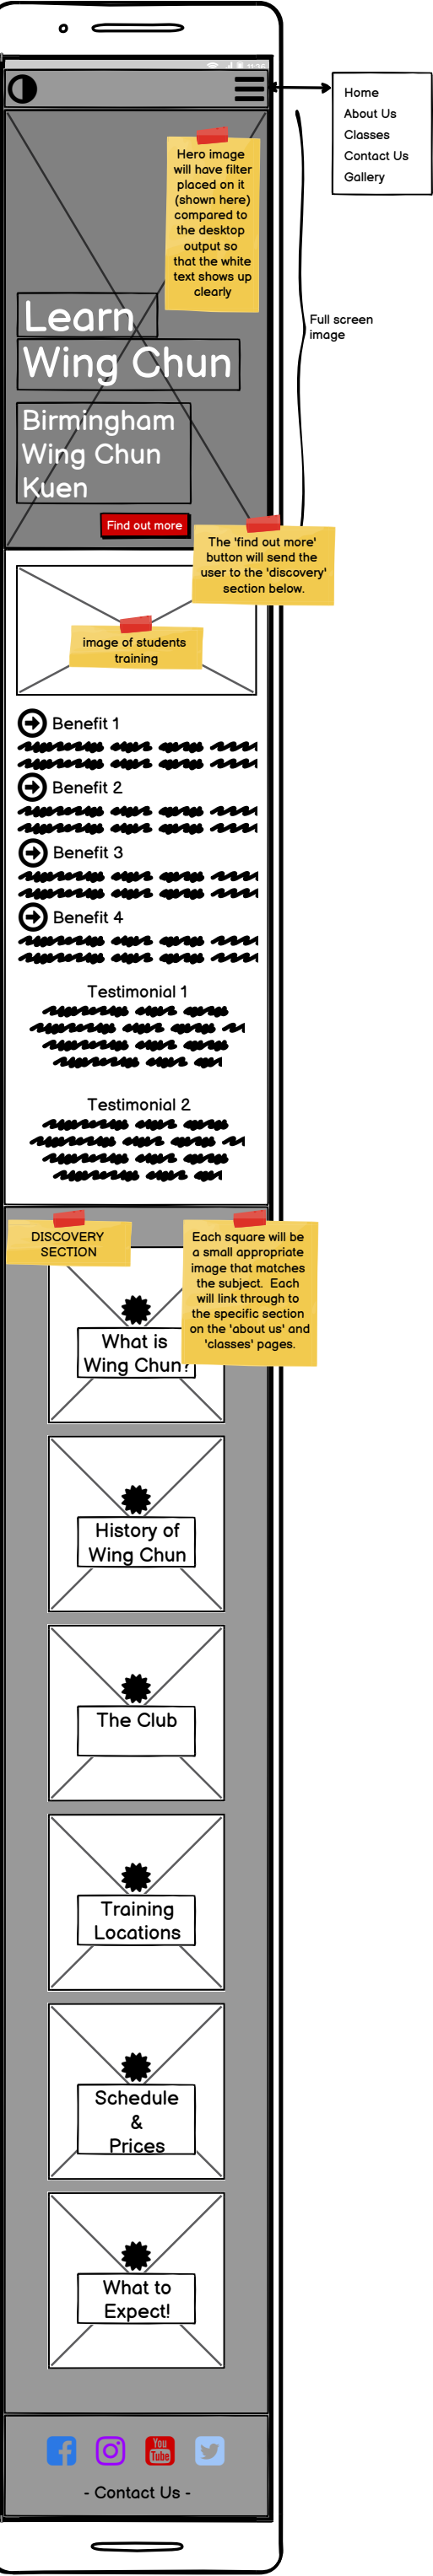 11:36
Home
About Us
Classes
Contact Us
Gallery
Hero image
will have filter
placed on it
(shown here)
compared to
the desktop
output so
that the white
text shows up
clearly
Full screen
image
Learn
Wing Chun
Birmingham
Wing Chun
Kuen
Find out more
The 'find out more'
button will send the
user to the 'discovery'
section below.
image of students
training
Benefit 1
Benefit 2
Benefit 3
Benefit 4
Testimonial 1
Testimonial 2
DISCOVERY
SECTION
Each square will be
a small appropriate
image that matches
the subject. Each
will link through to
the specific section
on the 'about us' and
'classes' pages.
What is
Wing Chun?
History of
Wing Chun
The Club
Training
Locations
Schedule
&
Prices
What to
Expect!
You
Tube
- Contact Us -